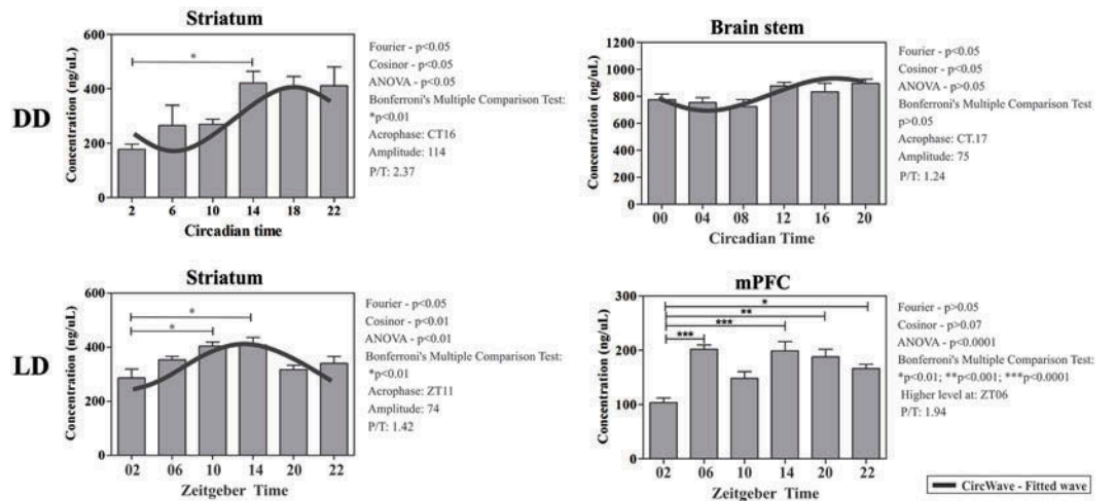 DD
Striatum
Concentration (ng/uL)
600
400
200
0
*
2 6 10 14 18 22
Circadian time
Fourier - p<0.05
Cosinor - p<0.05
ANOVA - p<0.05
Bonferroni's Multiple Comparison Test:
*p<0.01
Acrophase: CT16
Amplitude: 114
P/T: 2.37
Brain stem
Concentration (ng/uL)
1200
1000
800
600
400
200
0
00 04 08 12 16 20
Circadian Time
Fourier - p<0.05
Cosinor - p<0.05
ANOVA - p>0.05
Bonferroni's Multiple Comparison Test
p>0.05
Acrophase: CT.17
Amplitude: 75
P/T: 1.24
LD
Striatum
Concentration (ng/uL)
600
400
200
0
*
*
02 06 10 14 20 22
Zeitgeber Time
Fourier - p<0.05
Cosinor - p<0.01
ANOVA - p<0.01
Bonferroni's Multiple Comparison Test:
*p<0.01
Acrophase: ZT11
Amplitude: 74
P/T: 1.42
mPFC
Concentration (ng/uL)
300
200
100
0
*
**
***
***
02 06 10 14 20 22
Zeitgeber Time
Fourier - p>0.05
Cosinor - p>0.07
ANOVA - p<0.0001
Bonferroni's Multiple Comparison Test:
*p<0.01; **p<0.001; ***p<0.0001
Higher level at: ZT06
P/T: 1.94
CircWave - Fitted wave